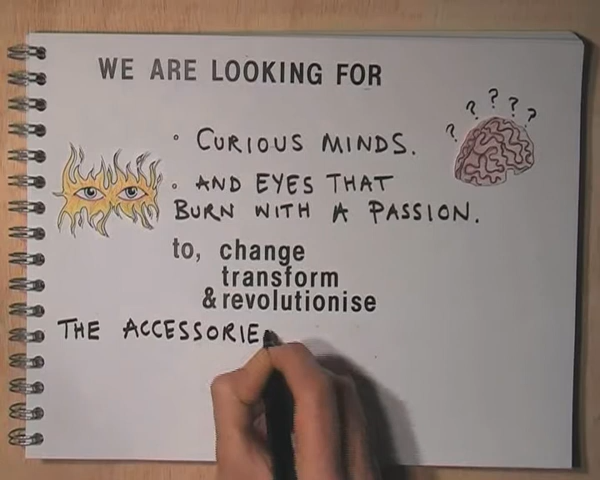 WE ARE LOOKING FOR
? ? ? ? ?
• CURIOUS MINDS.
• AND EYES THAT
BURN WITH A PASSION.
to, change
transform
& revolutionise
THE ACCESSORIE